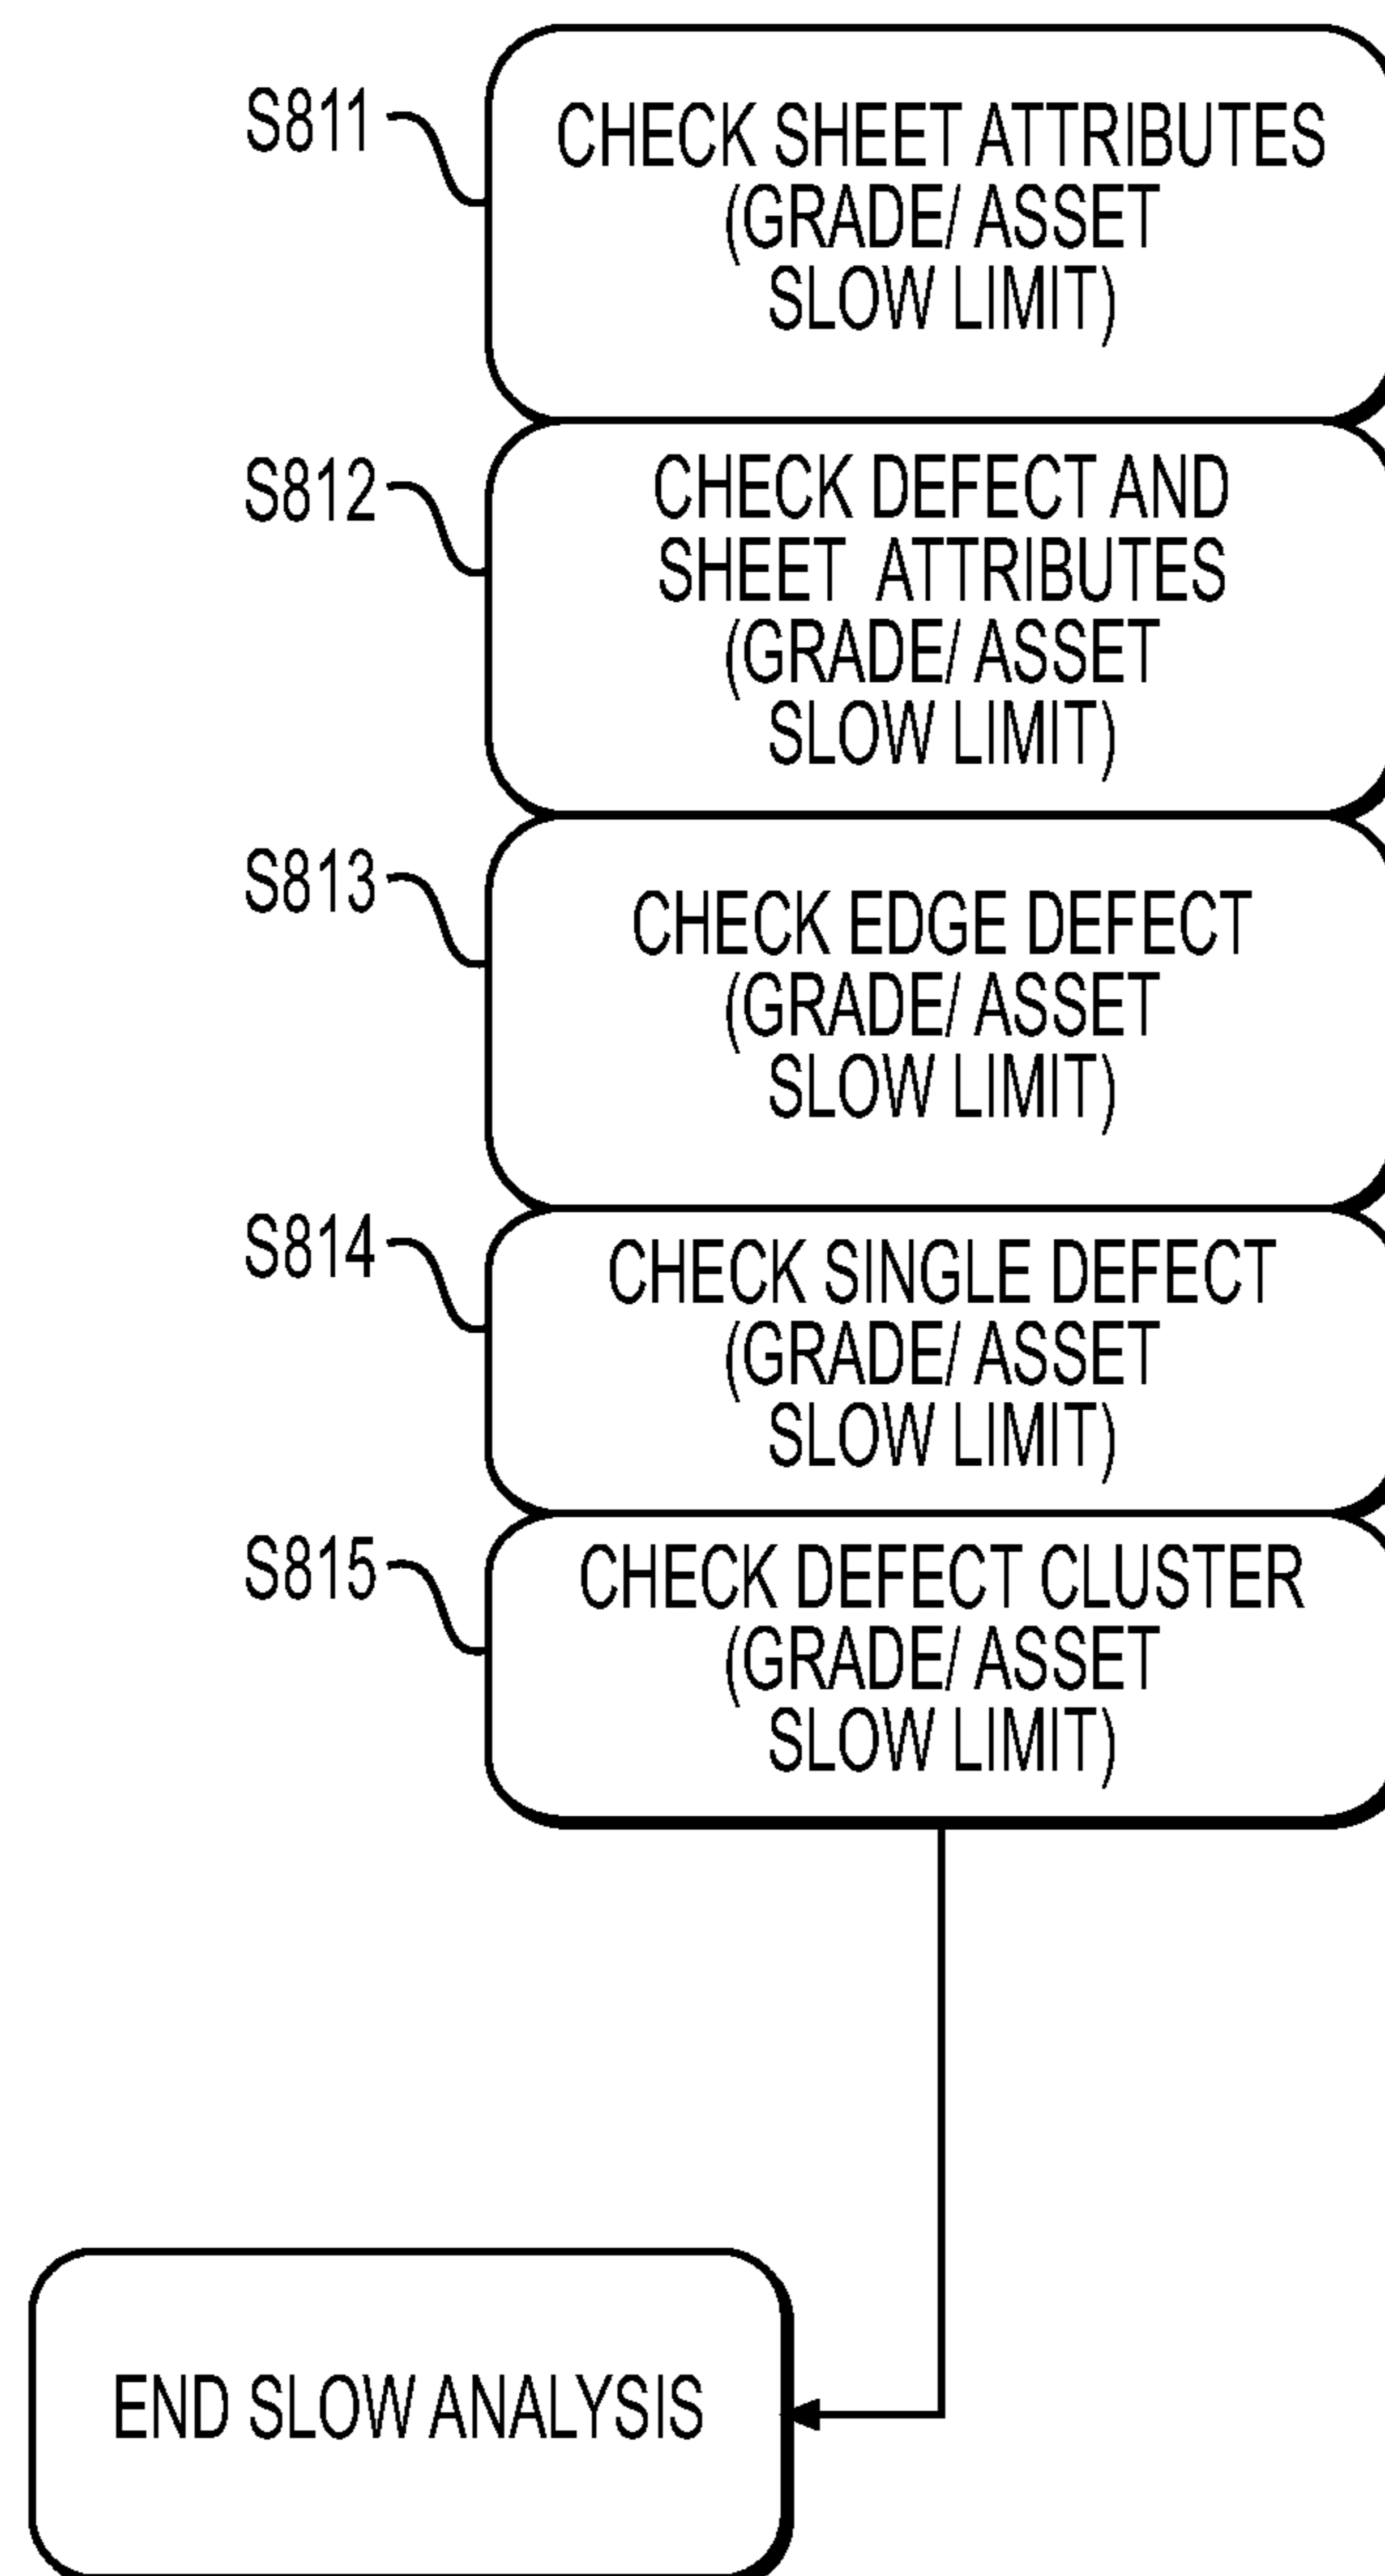 S811
CHECK SHEET ATTRIBUTES
(GRADE/ ASSET
SLOW LIMIT)
S812
CHECK DEFECT AND
SHEET ATTRIBUTES
(GRADE/ ASSET
SLOW LIMIT)
S813
CHECK EDGE DEFECT
(GRADE/ ASSET
SLOW LIMIT)
S814
CHECK SINGLE DEFECT
(GRADE/ ASSET
SLOW LIMIT)
S815
CHECK DEFECT CLUSTER
(GRADE/ ASSET
SLOW LIMIT)
END SLOW ANALYSIS